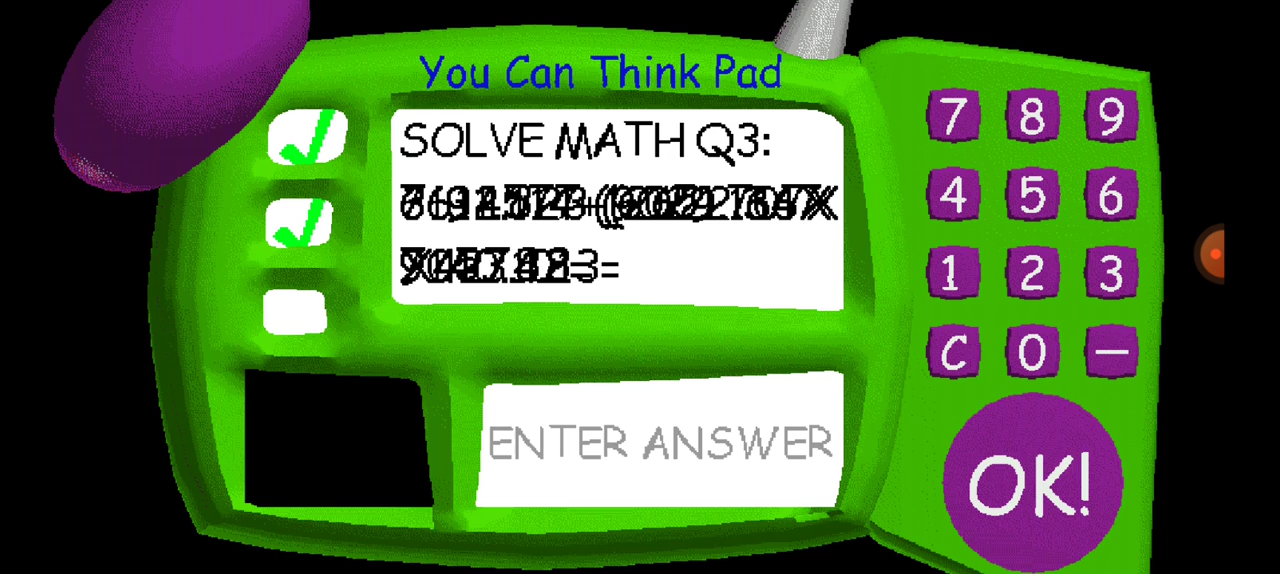 You Can Think Pad
SOLVE MATH Q3:
ENTER ANSWER
7 8 9
4 5 6
1 2 3
C 0 —
OK!